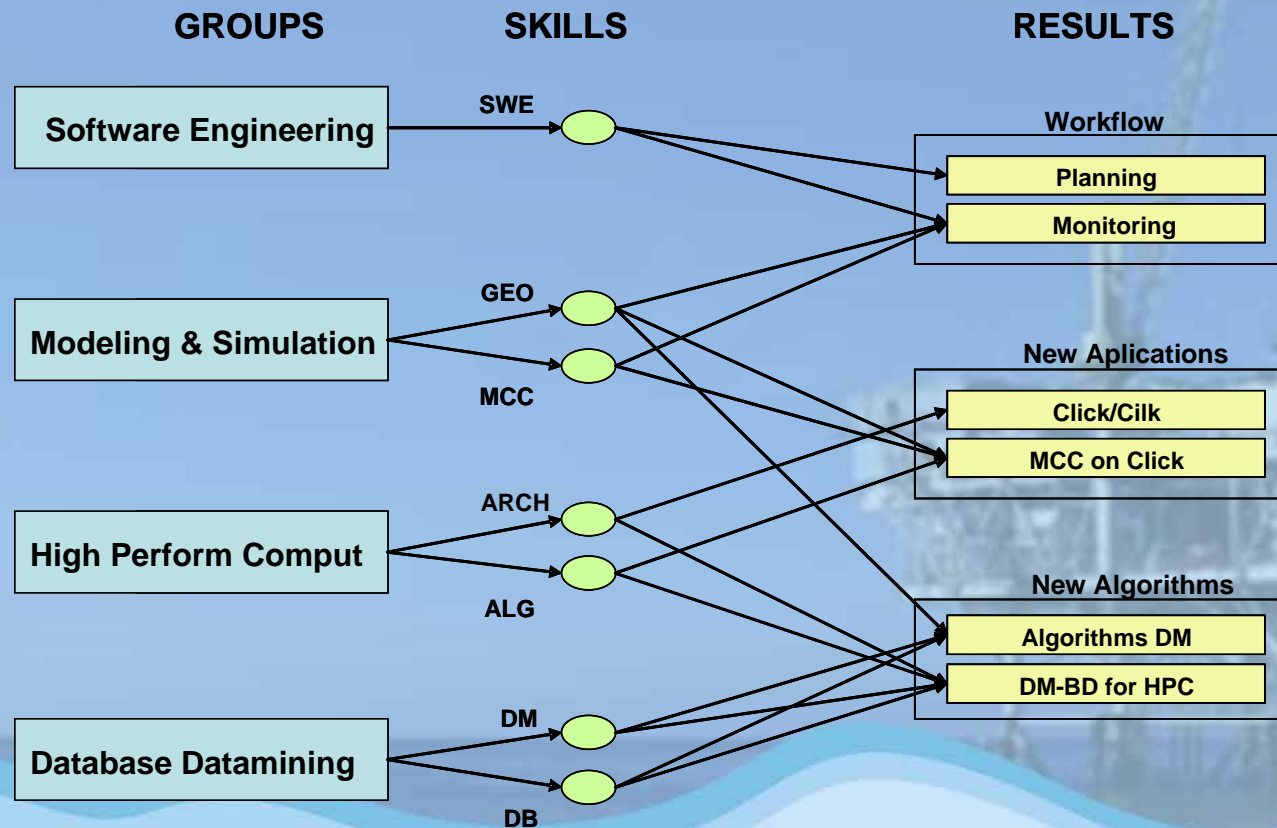 GROUPS
SKILLS
RESULTS
Software Engineering
SWE
Workflow
Planning
Monitoring
Modeling & Simulation
GEO
MCC
New Aplications
Click/Cilk
MCC on Click
High Perform Comput
ARCH
ALG
New Algorithms
Algorithms DM
DM-BD for HPC
Database Datamining
DM
DB